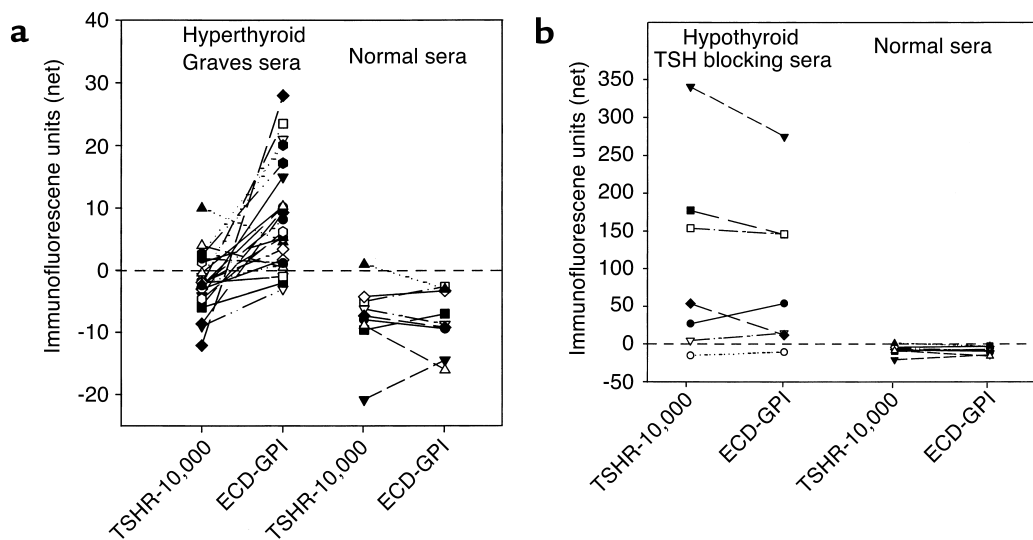 a
Immunofluorescene units (net)
40
30
20
10
0
-10
-20
Hyperthyroid
Graves sera
Normal sera
TSHR-10,000
ECD-GPI
TSHR-10,000
ECD-GPI
b
Immunofluorescene units (net)
350
300
250
200
150
100
50
0
-50
Hypothyroid
TSH blocking sera
Normal sera
TSHR-10,000
ECD-GPI
TSHR-10,000
ECD-GPI